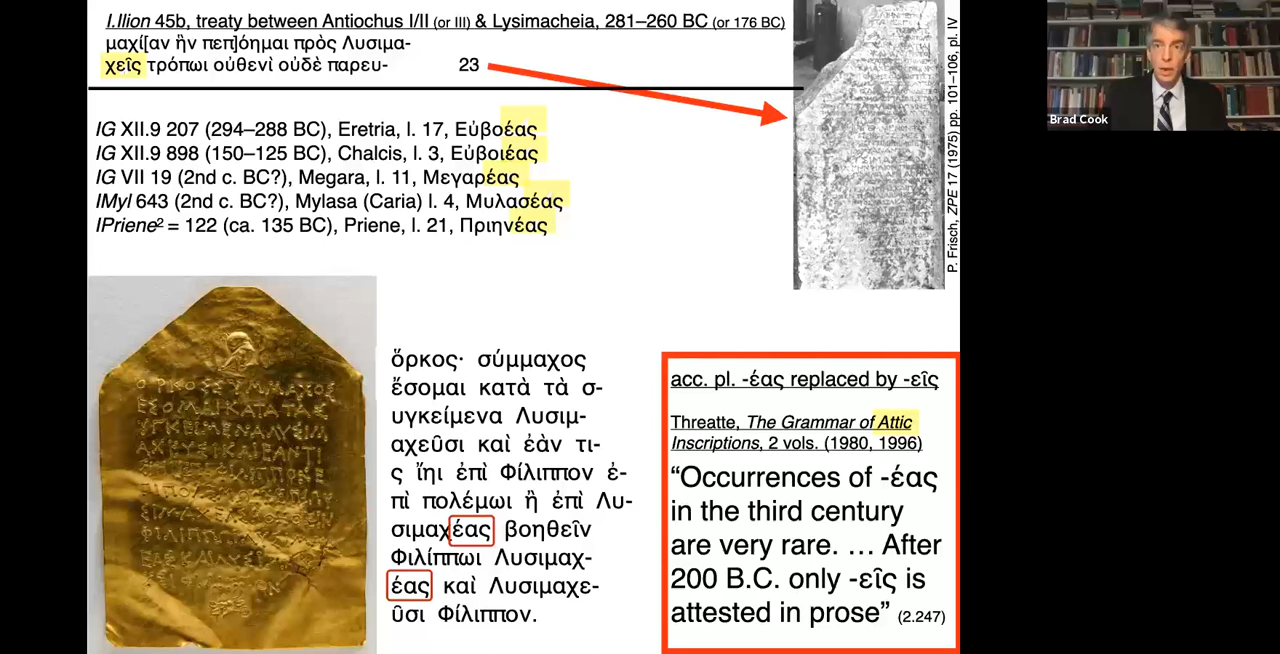 I.Ilion 45b, treaty between Antiochus I/II (or III) & Lysimacheia, 281–260 BC (or 176 BC)
μαχί[αν ἣν πεπ]όημαι πρὸς Λυσιμα-
χεῖς τρόπωι οὐθενὶ οὐδὲ παρευ- 23
IG XII.9 207 (294–288 BC), Eretria, l. 17, Εὐβοέας
IG XII.9 898 (150–125 BC), Chalcis, l. 3, Εὐβοιέας
IG VII 19 (2nd c. BC?), Megara, l. 11, Μεγαρέας
IMyl 643 (2nd c. BC?), Mylasa (Caria) l. 4, Μυλασέας
IPriene² = 122 (ca. 135 BC), Priene, l. 21, Πριηνέας
P. Frisch, ZPE 17 (1975) pp. 101–106, pl. IV
Brad Cook
ὅρκος· σύμμαχος
ἔσομαι κατὰ τὰ σ-
υγκείμενα Λυσιμ-
αχεῦσι καὶ ἐὰν τι-
ς ἴηι ἐπὶ Φίλιππον ἐ-
πὶ πολέμωι ἢ ἐπὶ Λυ-
σιμαχέας βοηθεῖν
Φιλίππωι Λυσιμαχ-
έας καὶ Λυσιμαχε-
ῦσι Φίλιππον.
acc. pl. -έας replaced by -εῖς
Threatte, The Grammar of Attic
Inscriptions, 2 vols. (1980, 1996)
“Occurrences of -έας
in the third century
are very rare. … After
200 B.C. only -εῖς is
attested in prose” (2.247)